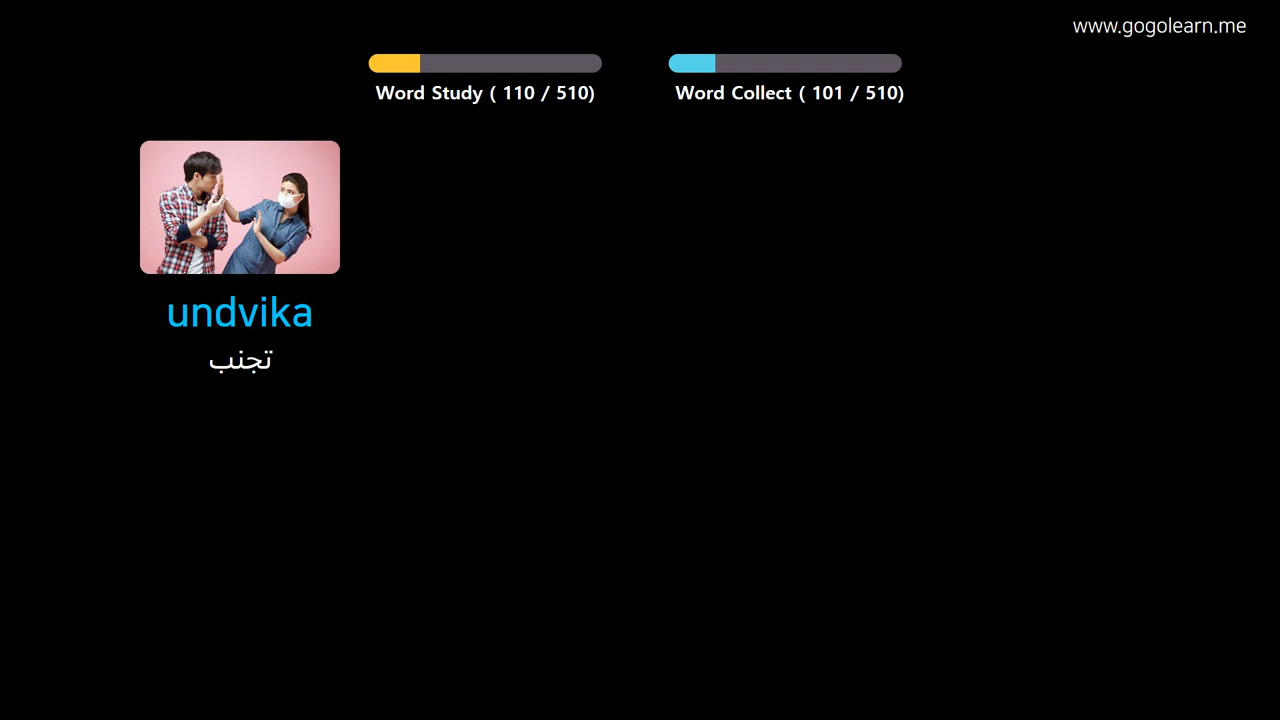 www.gogolearn.me
Word Study ( 110 / 510)
Word Collect ( 101 / 510)
undvika
تجنب